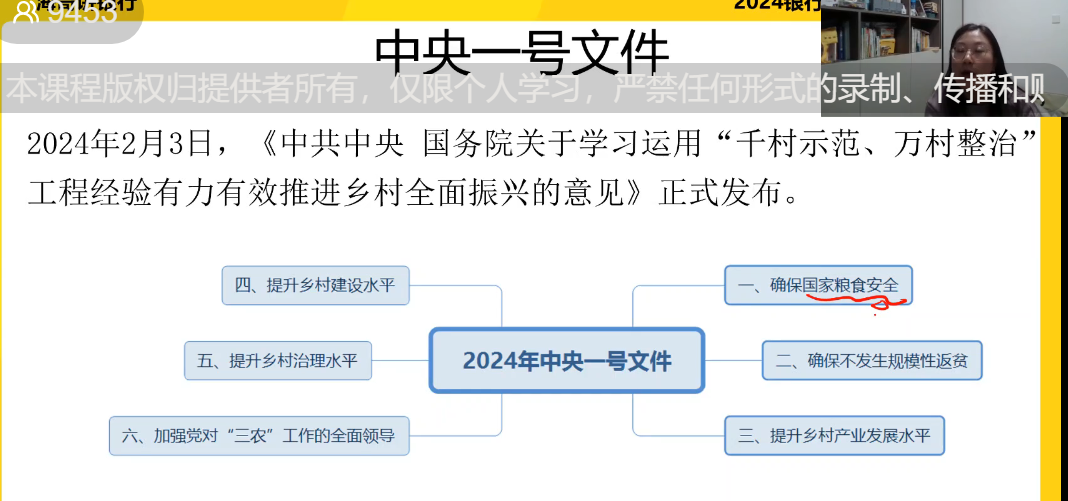 9453
2024银行
中央一号文件
本课程版权归提供者所有，仅限个人学习，严禁任何形式的录制、传播和
2024年2月3日，《中共中央 国务院关于学习运用“千村示范、万村整治”
工程经验有力有效推进乡村全面振兴的意见》正式发布。
四、提升乡村建设水平
一、确保国家粮食安全
五、提升乡村治理水平
2024年中央一号文件
二、确保不发生规模性返贫
六、加强党对“三农”工作的全面领导
三、提升乡村产业发展水平